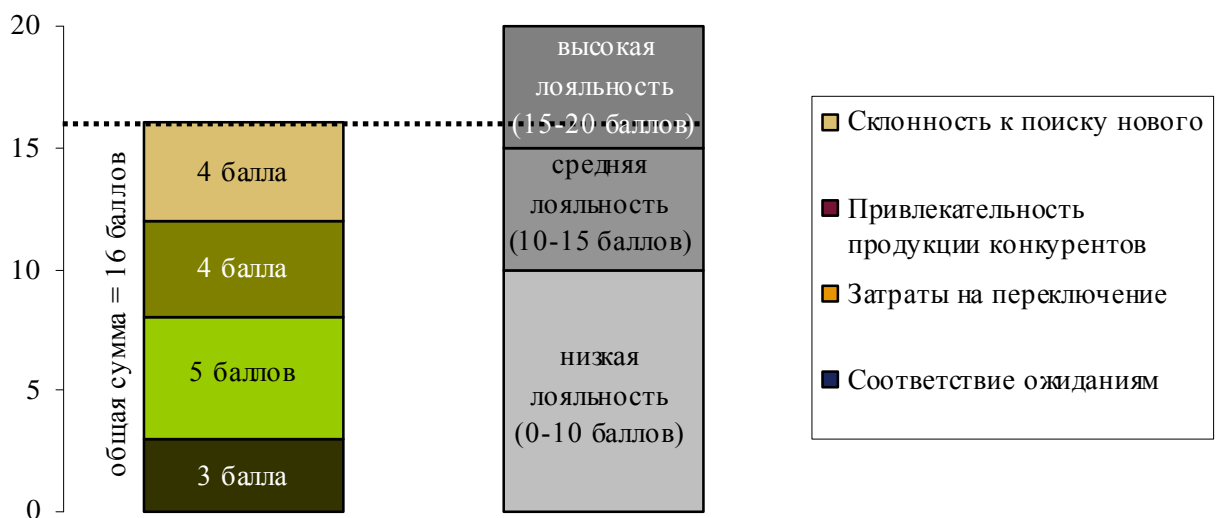 20
15
10
5
0
общая сумма = 16 баллов
4 балла
4 балла
5 баллов
3 балла
высокая
лояльность
(15-20 баллов)
средняя
лояльность
(10-15 баллов)
низкая
лояльность
(0-10 баллов)
Склонность к поиску нового
Привлекательность
продукции конкурентов
Затраты на переключение
Соответствие ожиданиям